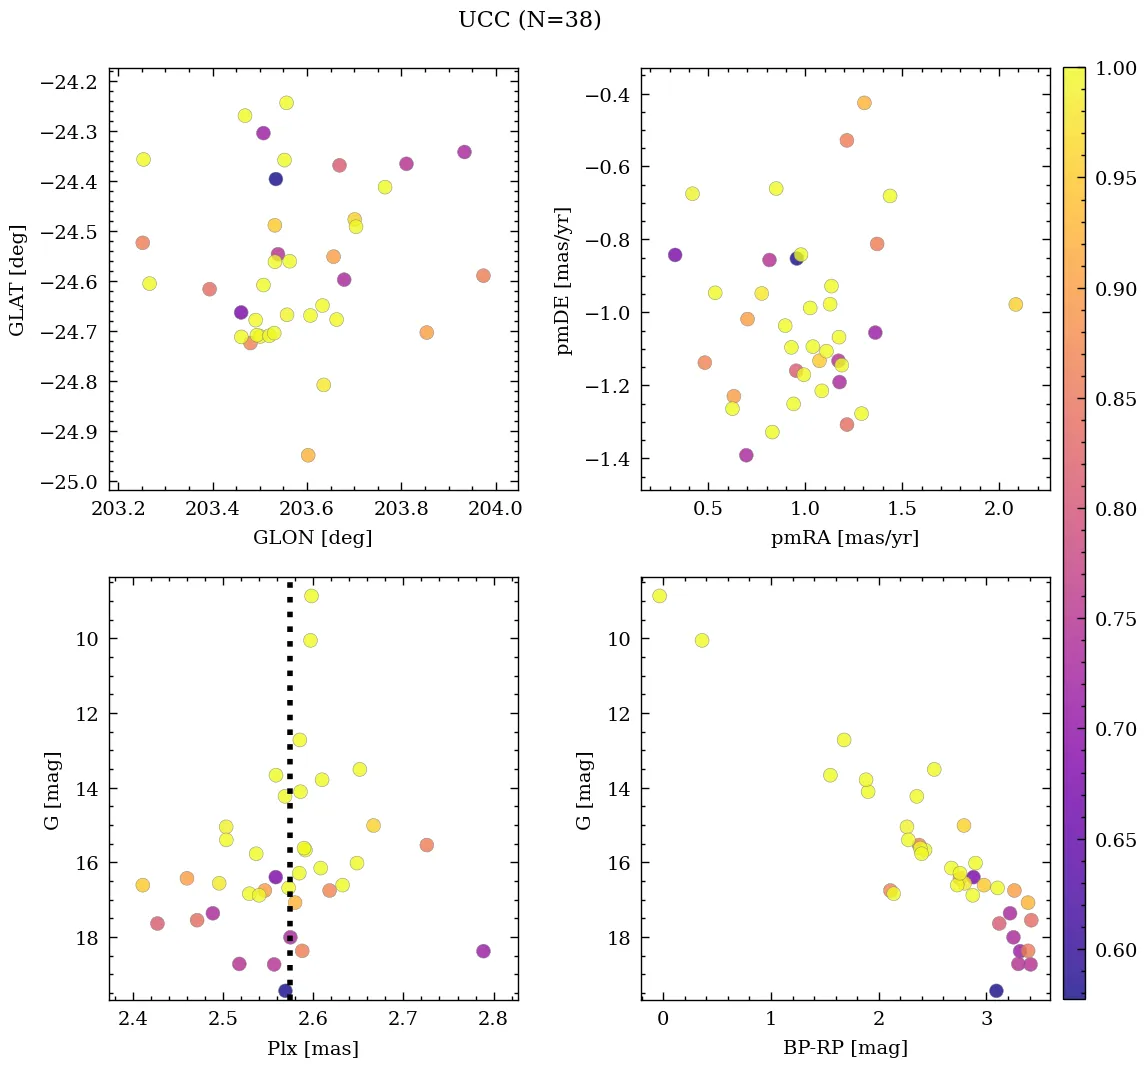 UCC (N=38)
−24.2
−24.3
−24.4
−24.5
−24.6
−24.7
−24.8
−24.9
−25.0
GLAT [deg]
203.2 203.4 203.6 203.8 204.0
GLON [deg]
−0.4
−0.6
−0.8
−1.0
−1.2
−1.4
pmDE [mas/yr]
0.5 1.0 1.5 2.0
pmRA [mas/yr]
10
12
14
16
18
G [mag]
2.4 2.5 2.6 2.7 2.8
Plx [mas]
10
12
14
16
18
G [mag]
0 1 2 3
BP-RP [mag]
1.00
0.95
0.90
0.85
0.80
0.75
0.70
0.65
0.60